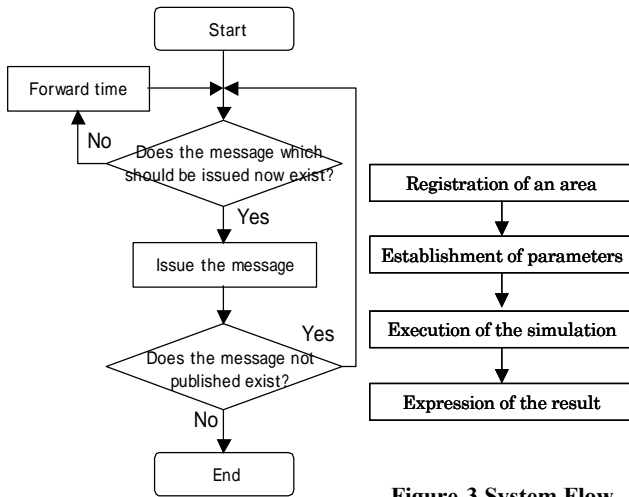 Start
Forward time
No
Does the message which
should be issued now exist?
Yes
Issue the message
Yes
Does the message not
published exist?
No
End
Registration of an area
Establishment of parameters
Execution of the simulation
Expression of the result
Figure 3 System Flow